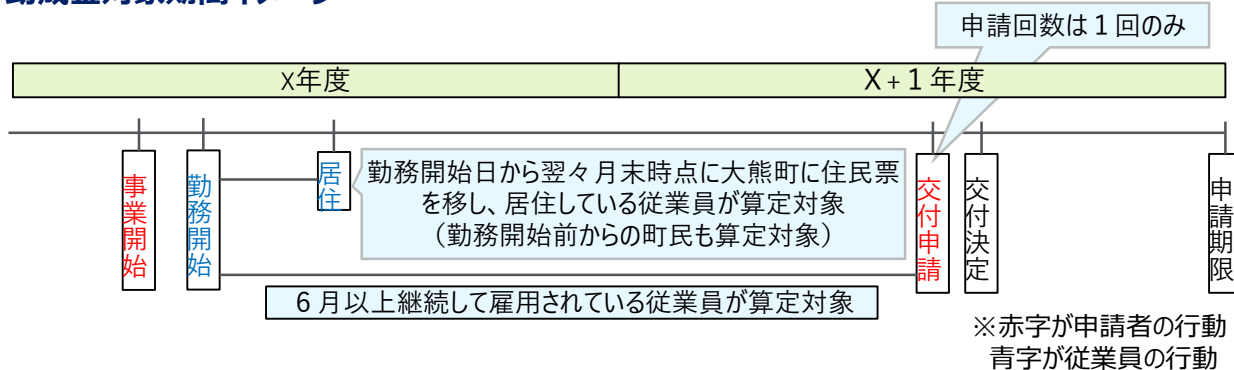 申請回数は１回のみ
X年度
X+１年度
事業開始
勤務開始
居住
勤務開始日から翌々月末時点に大熊町に住民票
を移し、居住している従業員が算定対象
（勤務開始前からの町民も算定対象）
交付申請
交付決定
申請期限
６月以上継続して雇用されている従業員が算定対象
※赤字が申請者の行動
青字が従業員の行動